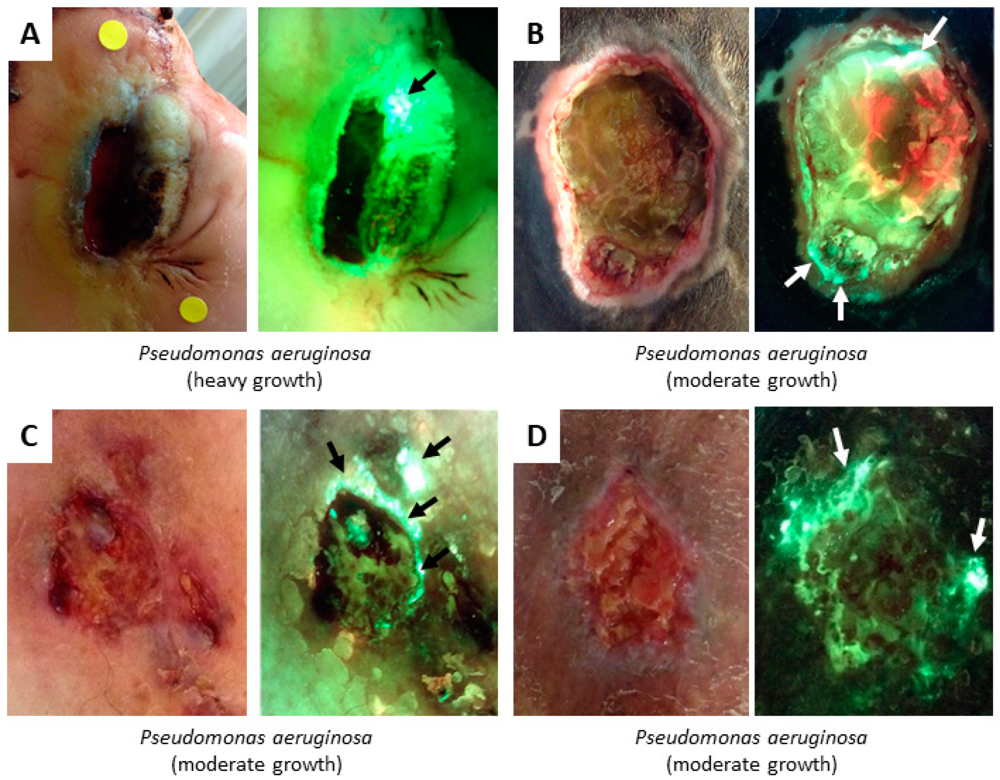 A
B
Pseudomonas aeruginosa
(heavy growth)
Pseudomonas aeruginosa
(moderate growth)
C
D
Pseudomonas aeruginosa
(moderate growth)
Pseudomonas aeruginosa
(moderate growth)